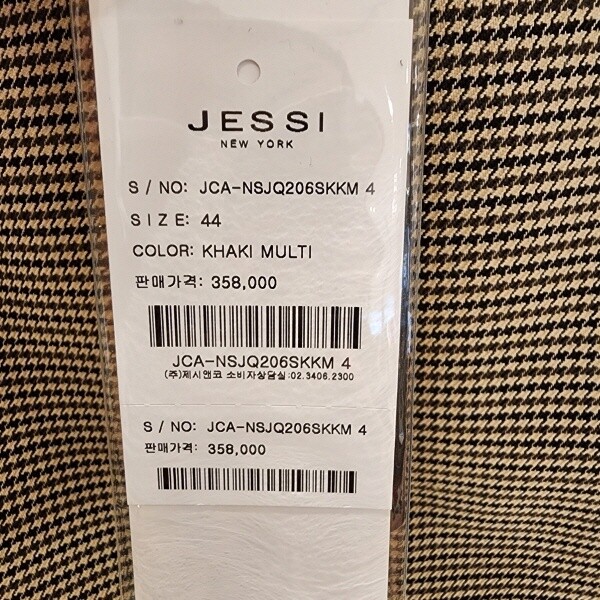 JESSI
NEW YORK
S / NO: JCA-NSJQ206SKKM 4
SIZE: 44
COLOR: KHAKI MULTI
판매가격: 358,000
JCA-NSJQ206SKKM 4
(주)제시앤코 소비자상담실:02.3406.2300
S / NO: JCA-NSJQ206SKKM 4
판매가격: 358,000